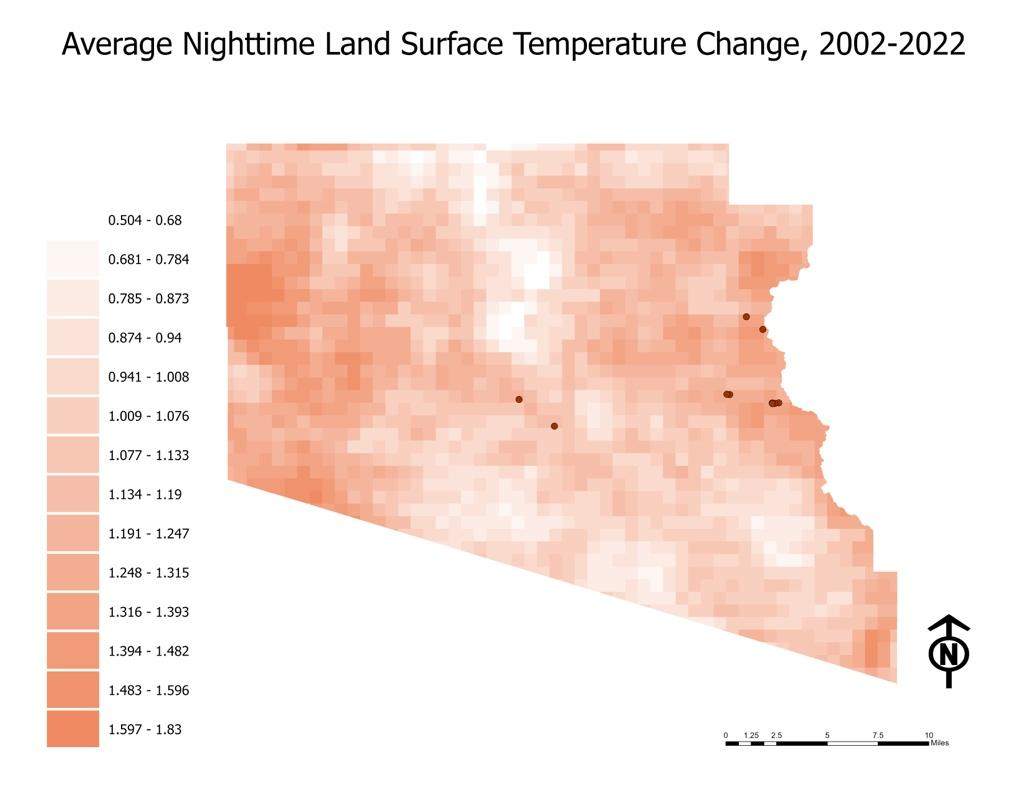 Average Nighttime Land Surface Temperature Change, 2002-2022
0.504 - 0.68
0.681 - 0.784
0.785 - 0.873
0.874 - 0.94
0.941 - 1.008
1.009 - 1.076
1.077 - 1.133
1.134 - 1.19
1.191 - 1.247
1.248 - 1.315
1.316 - 1.393
1.394 - 1.482
1.483 - 1.596
1.597 - 1.83
N
0 1.25 2.5 5 7.5 10
Miles